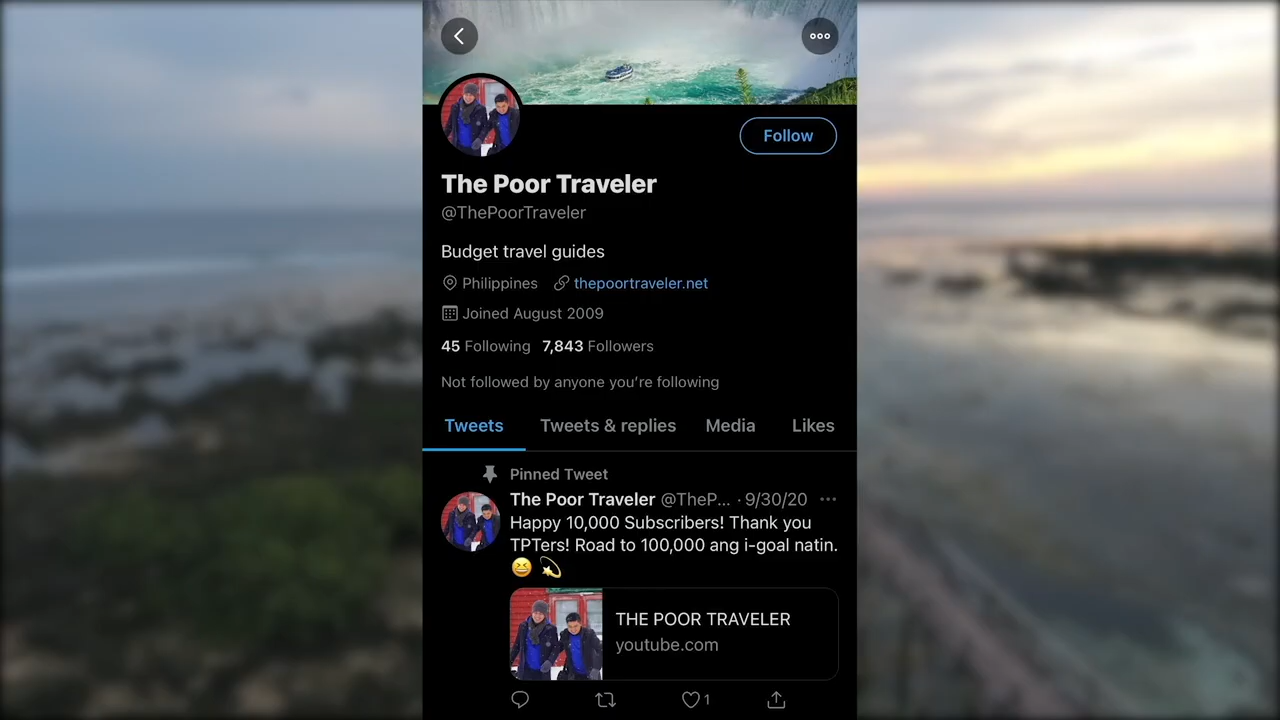 Follow
The Poor Traveler
@ThePoorTraveler
Budget travel guides
Philippines thepoortraveler.net
Joined August 2009
45 Following 7,843 Followers
Not followed by anyone you’re following
Tweets Tweets & replies Media Likes
Pinned Tweet
The Poor Traveler @TheP... · 9/30/20
Happy 10,000 Subscribers! Thank you
TPTers! Road to 100,000 ang i-goal natin.
😆 💫
THE POOR TRAVELER
youtube.com
1